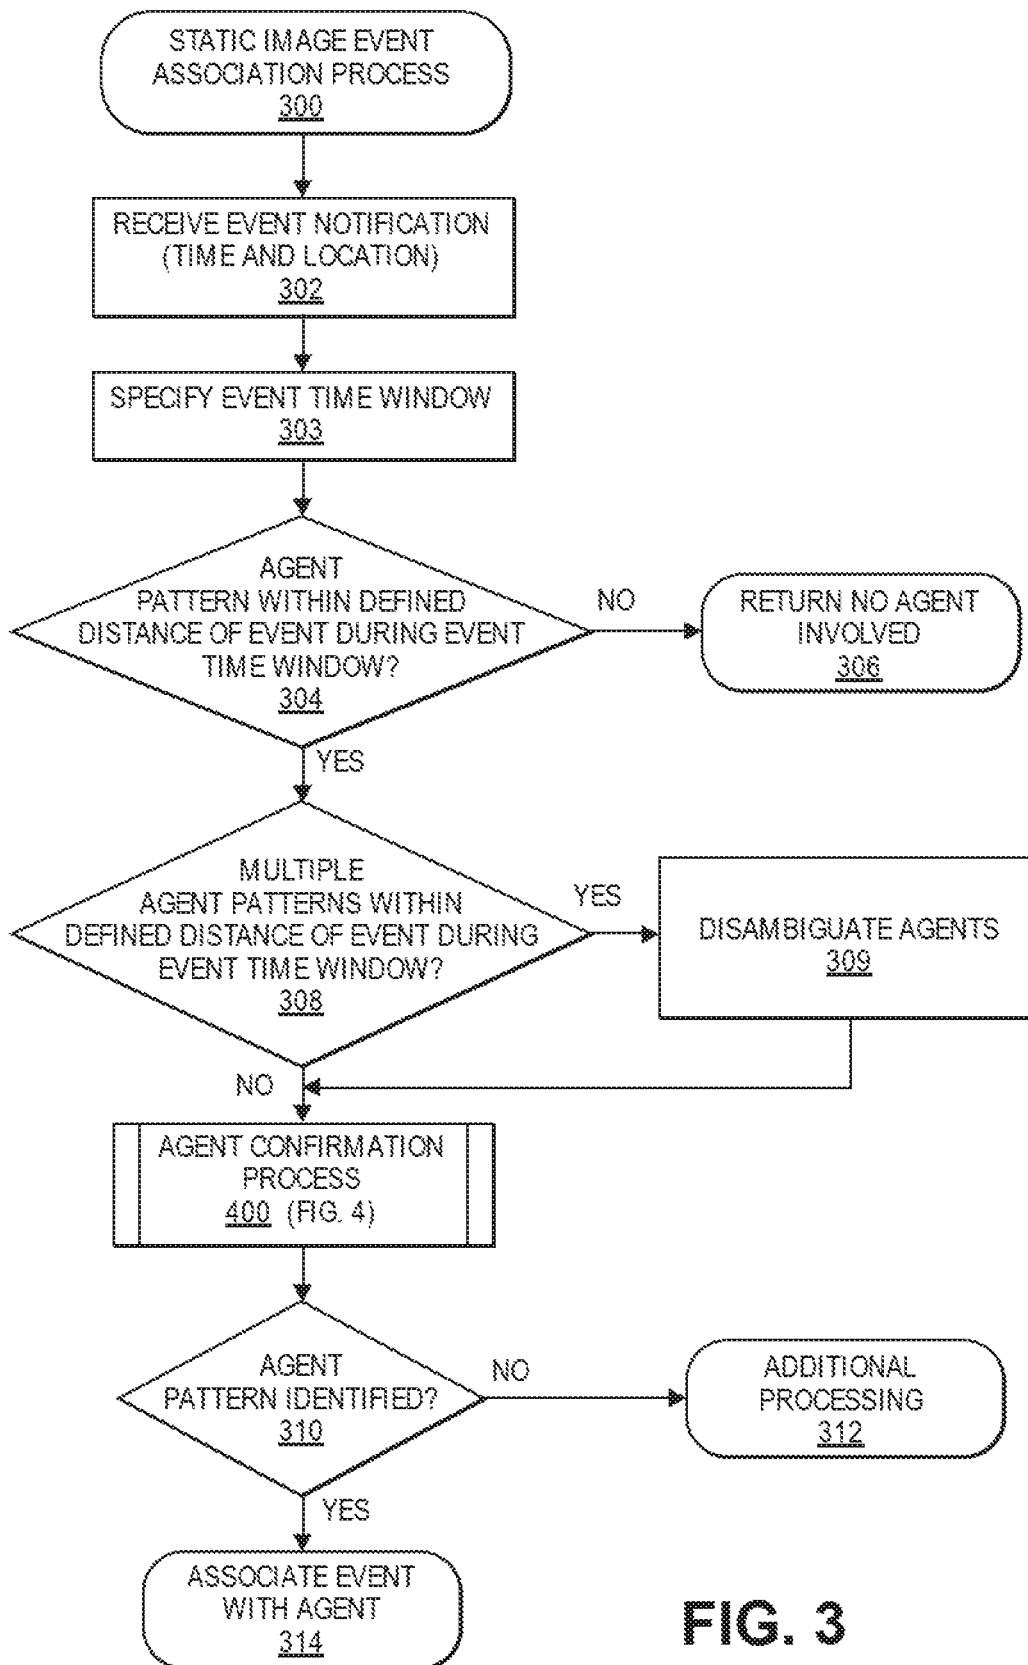 STATIC IMAGE EVENT
ASSOCIATION PROCESS
300
RECEIVE EVENT NOTIFICATION
(TIME AND LOCATION)
302
SPECIFY EVENT TIME WINDOW
303
AGENT
PATTERN WITHIN DEFINED
DISTANCE OF EVENT DURING EVENT
TIME WINDOW?
304
NO
RETURN NO AGENT
INVOLVED
306
YES
MULTIPLE
AGENT PATTERNS WITHIN
DEFINED DISTANCE OF EVENT DURING
EVENT TIME WINDOW?
308
YES
DISAMBIGUATE AGENTS
309
NO
AGENT CONFIRMATION
PROCESS
400 (FIG. 4)
AGENT
PATTERN IDENTIFIED?
310
NO
ADDITIONAL
PROCESSING
312
YES
ASSOCIATE EVENT
WITH AGENT
314
FIG. 3